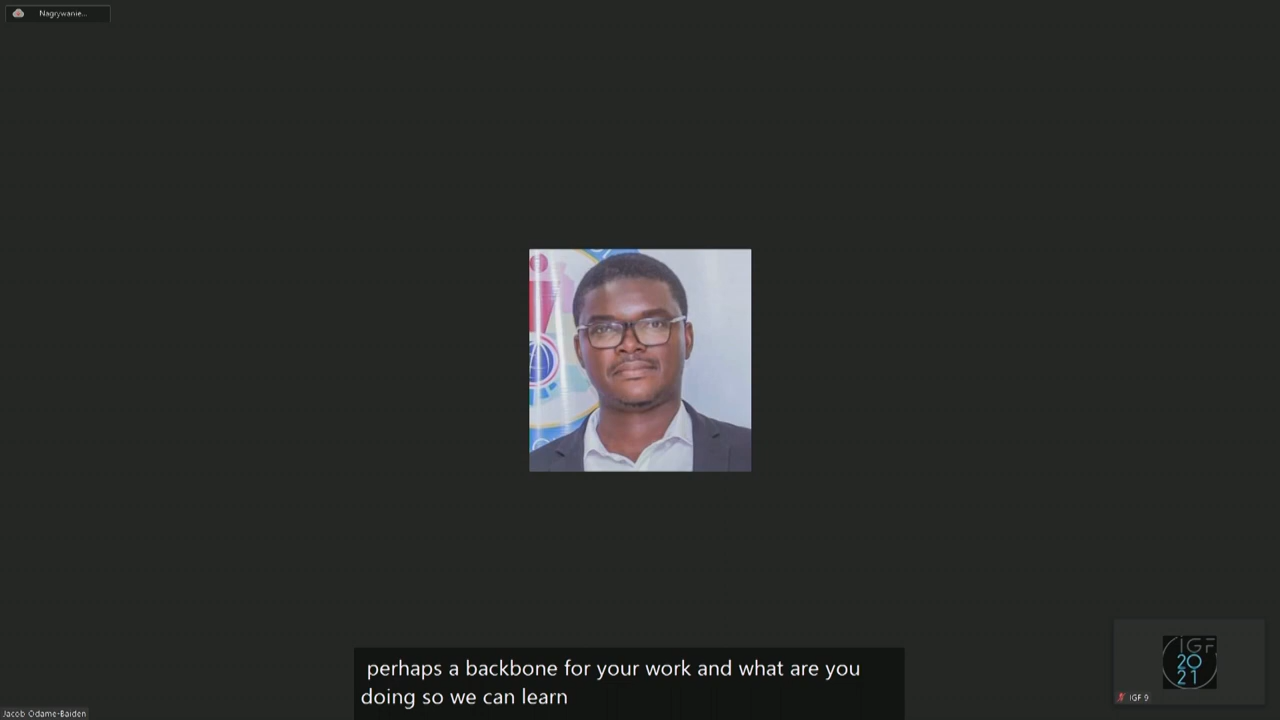 Nagrywanie...
perhaps a backbone for your work and what are you
doing so we can learn
IGF
20
21
IGF 9
Jacob Odame-Baiden